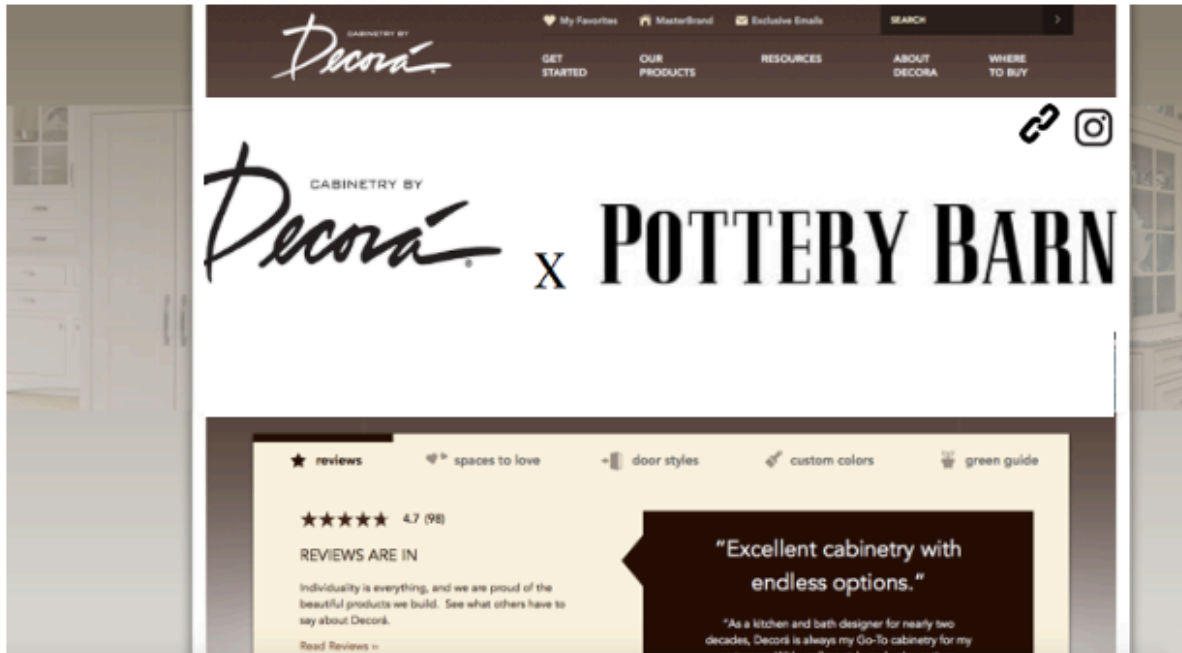 CABINETRY BY
Decorá
My Favorites MasterBrand Exclusive Emails SEARCH
GET STARTED
OUR PRODUCTS
RESOURCES
ABOUT DECORA
WHERE TO BUY
CABINETRY BY
Decorá
X
POTTERY BARN
reviews spaces to love door styles custom colors green guide
4.7 (98)
REVIEWS ARE IN
Individuality is everything, and we are proud of the
beautiful products we build. See what others have to
say about Decorá.
Read Reviews »
"Excellent cabinetry with
endless options."
"As a kitchen and bath designer for nearly two
decades, Decorá is always my Go-To cabinetry for my